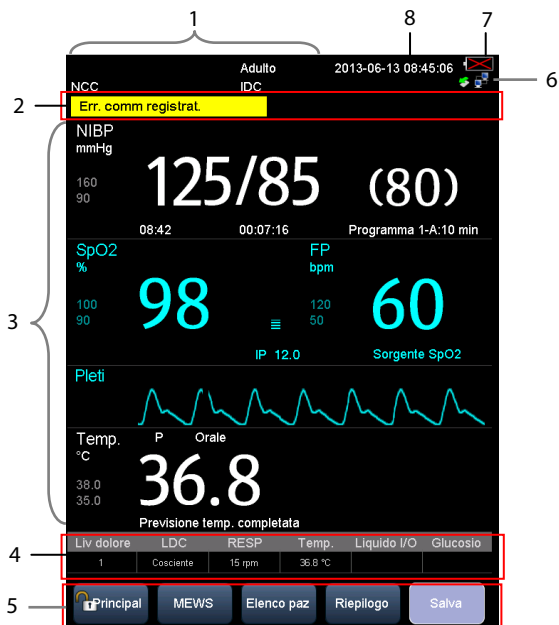 1
8
7
Adulto
2013-06-13 08:45:06
NCC
IDC
6
2
Err. comm registrat.
NIBP
mmHg
160
90
125/85
(80)
08:42
00:07:16
Programma 1-A:10 min
SpO2
%
100
90
98
FP
bpm
120
50
60
IP 12.0
Sorgente SpO2
3
Pleti
Temp.
°C
P
Orale
38.0
35.0
36.8
Previsione temp. completata
4
Liv dolore LDC RESP Temp. Liquido I/O Glucosio
1 Cosciente 15 rpm 36.8 °C
5
Principal MEWS Elenco paz Riepilogo Salva